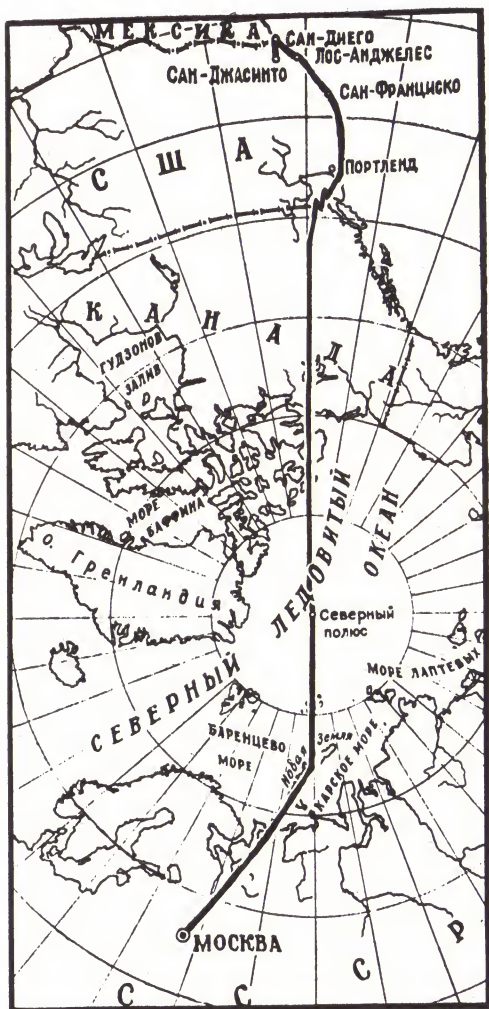 МЕКСИКА
САН-ДИЕГО
ЛОС-АНДЖЕЛЕС
САН-ДЖАСИНТО
САН-ФРАНЦИСКО
США
ПОРТЛЕНД
КАНАДА
ГУДЗОНОВ
ЗАЛИВ
МОРЕ
БАФФИНА
О. Гренландия
СЕВЕРНЫЙ
ЛЕДОВИТЫЙ
ОКЕАН
Северный
полюс
МОРЕ ЛАПТЕВЫХ
БАРЕНЦЕВО
МОРЕ
Новая
Земля
КАРСКОЕ МОРЕ
МОСКВА
СССР